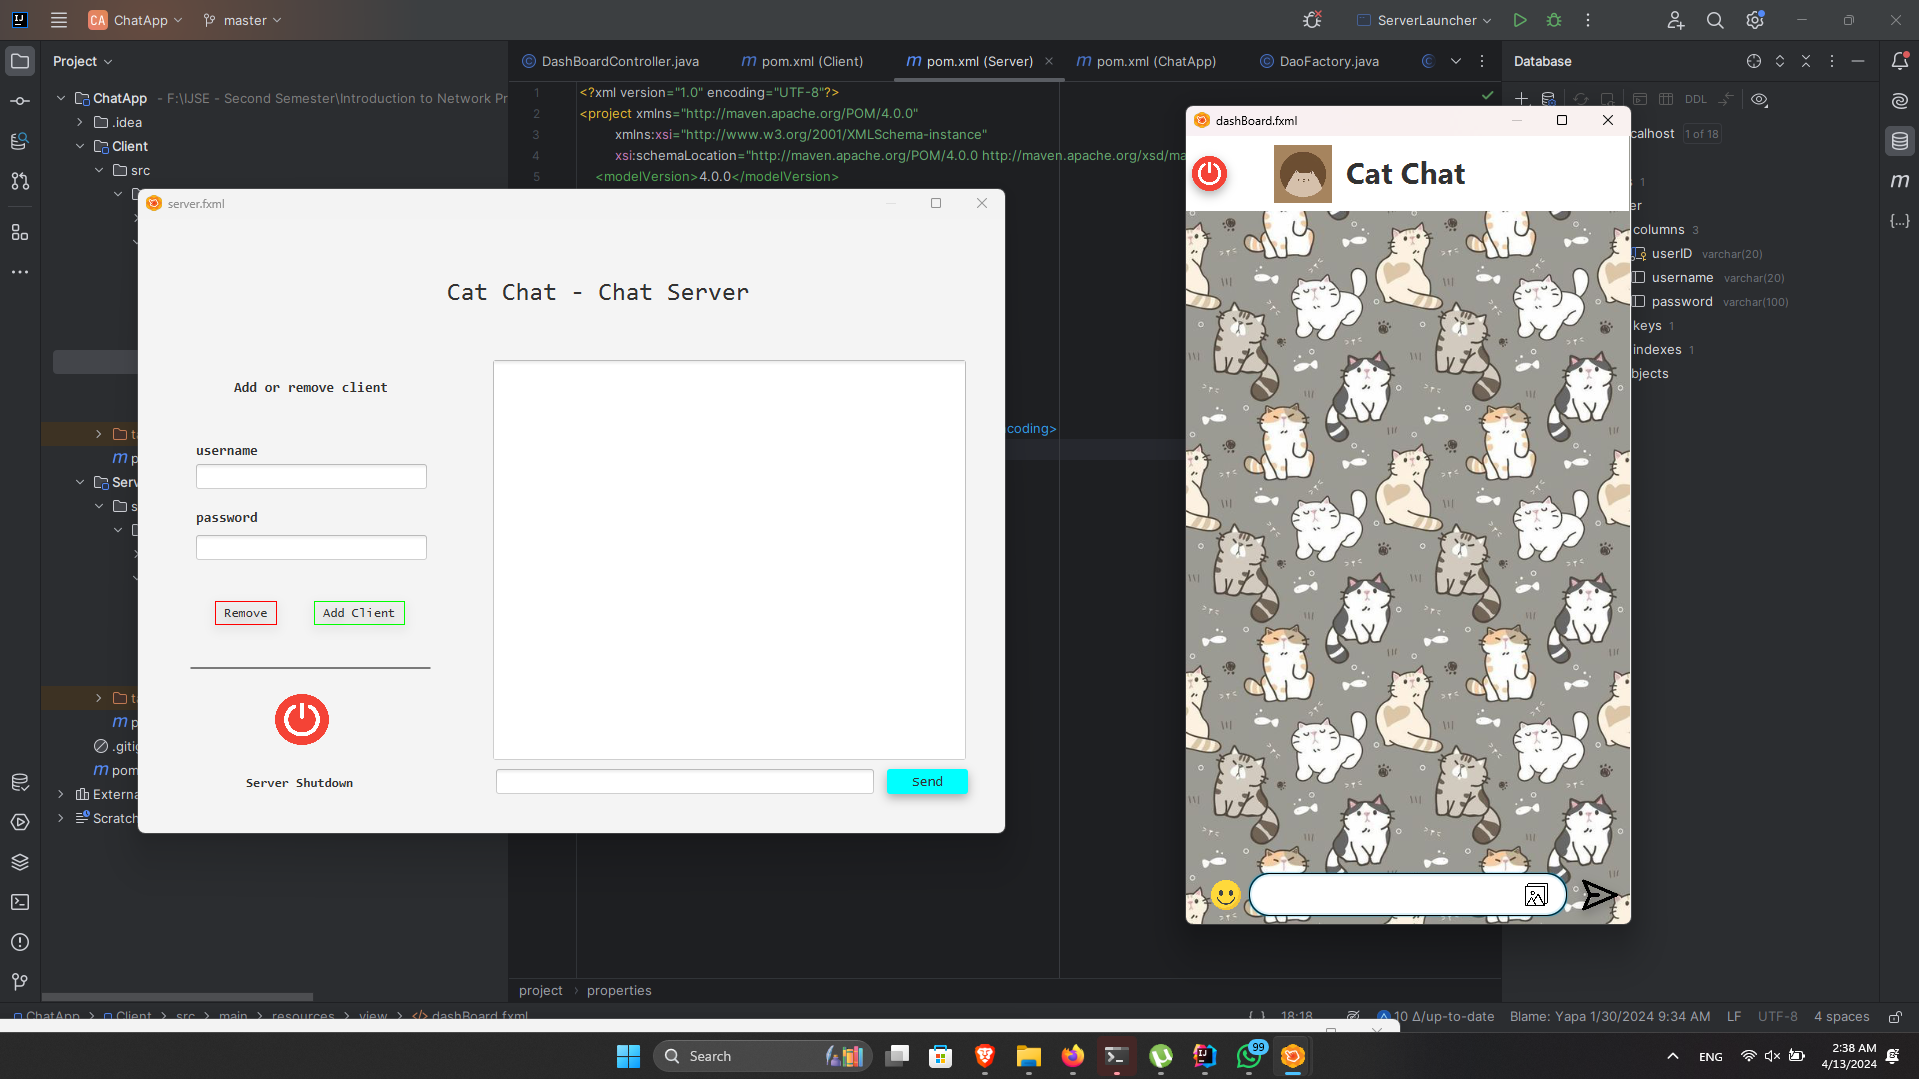 CA ChatApp master ServerLauncher
Project
DashBoardController.java pom.xml (Client) pom.xml (Server) pom.xml (ChatApp) DaoFactory.java
Database
ChatApp - F:\IJSE - Second Semester\Introduction to Network Pr
.idea
Client
src
1 <?xml version="1.0" encoding="UTF-8"?>
2 <project xmlns="http://maven.apache.org/POM/4.0.0"
3 xmlns:xsi="http://www.w3.org/2001/XMLSchema-instance"
4 xsi:schemaLocation="http://maven.apache.org/POM/4.0.0 http://maven.apache.org/xsd/ma
5 <modelVersion>4.0.0</modelVersion>
DDL
calhost 1 of 18
s 1
er
columns 3
userID varchar(20)
username varchar(20)
password varchar(100)
keys 1
indexes 1
bjects
server.fxml
Cat Chat - Chat Server
Add or remove client
username
password
Remove Add Client
Server Shutdown
Send
coding>
dashBoard.fxml
Cat Chat
Serv
.gitig
pom
Externa
Scratch
project > properties
ChatApp > Client > src > main > resources > view > dashBoard.fxml
18:18 10 Δ/up-to-date Blame: Yapa 1/30/2024 9:34 AM LF UTF-8 4 spaces
Search
99
ENG
2:38 AM
4/13/2024